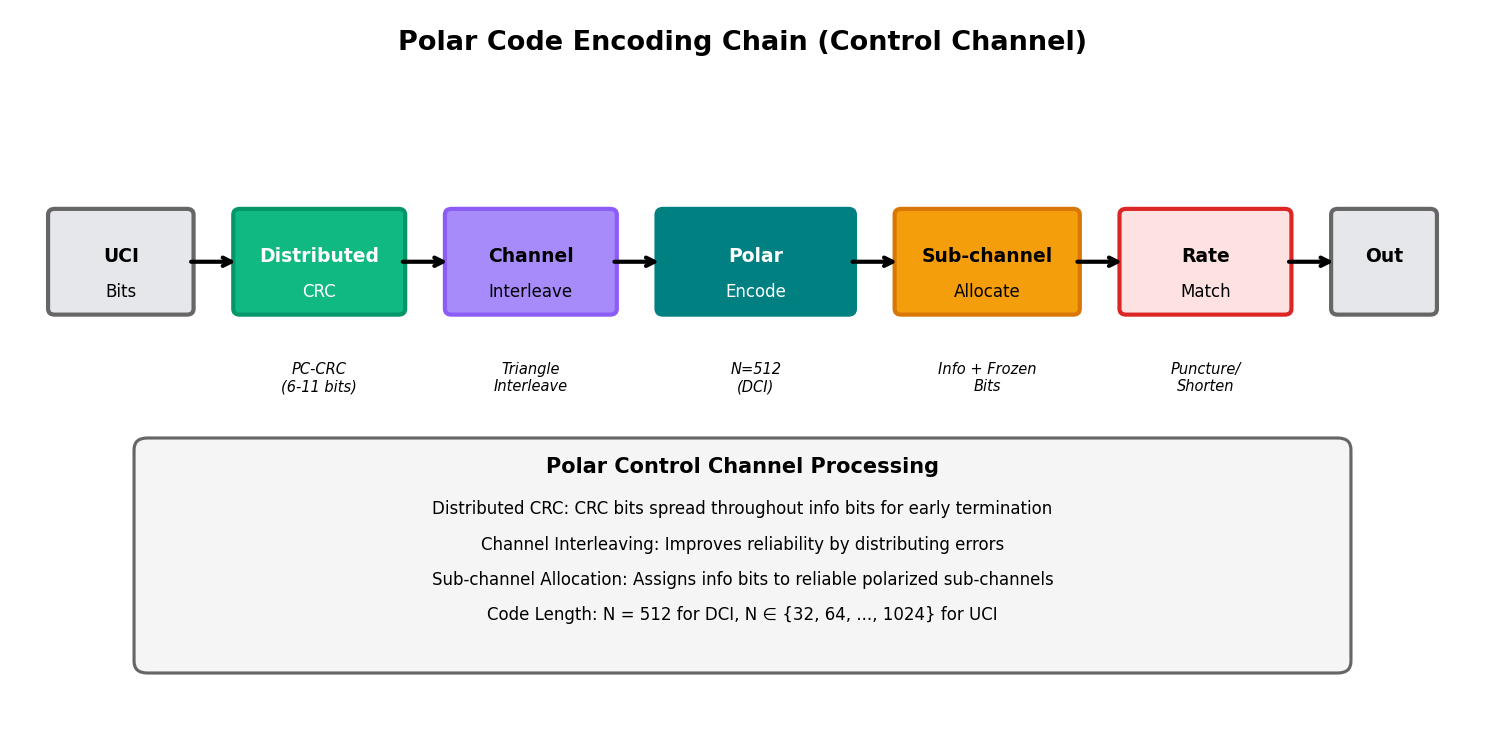 Polar Code Encoding Chain (Control Channel)
UCI
Bits
Distributed
CRC
Channel
Interleave
Polar
Encode
Sub-channel
Allocate
Rate
Match
Out
PC-CRC
(6-11 bits)
Triangle
Interleave
N=512
(DCI)
Info + Frozen
Bits
Puncture/
Shorten
Polar Control Channel Processing
Distributed CRC: CRC bits spread throughout info bits for early termination
Channel Interleaving: Improves reliability by distributing errors
Sub-channel Allocation: Assigns info bits to reliable polarized sub-channels
Code Length: N = 512 for DCI, N ∈ {32, 64, ..., 1024} for UCI